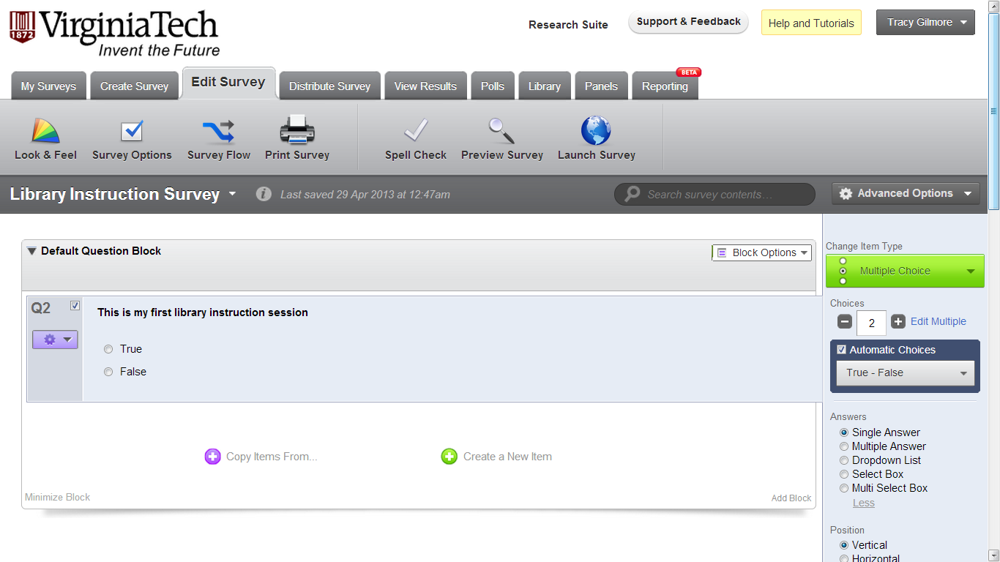 VirginiaTech
1872
Invent the Future
Research Suite
Support & Feedback
Help and Tutorials
Tracy Gilmore
My Surveys
Create Survey
Edit Survey
Distribute Survey
View Results
Polls
Library
Panels
Reporting
BETA
Look & Feel
Survey Options
Survey Flow
Print Survey
Spell Check
Preview Survey
Launch Survey
Library Instruction Survey
Last saved 29 Apr 2013 at 12:47am
Search survey contents...
Advanced Options
Default Question Block
Block Options
Q2
This is my first library instruction session
True
False
Copy Items From...
Create a New Item
Minimize Block
Add Block
Change Item Type
Multiple Choice
Choices
2
Edit Multiple
Automatic Choices
True - False
Answers
Single Answer
Multiple Answer
Dropdown List
Select Box
Multi Select Box
Less
Position
Vertical
Horizontal